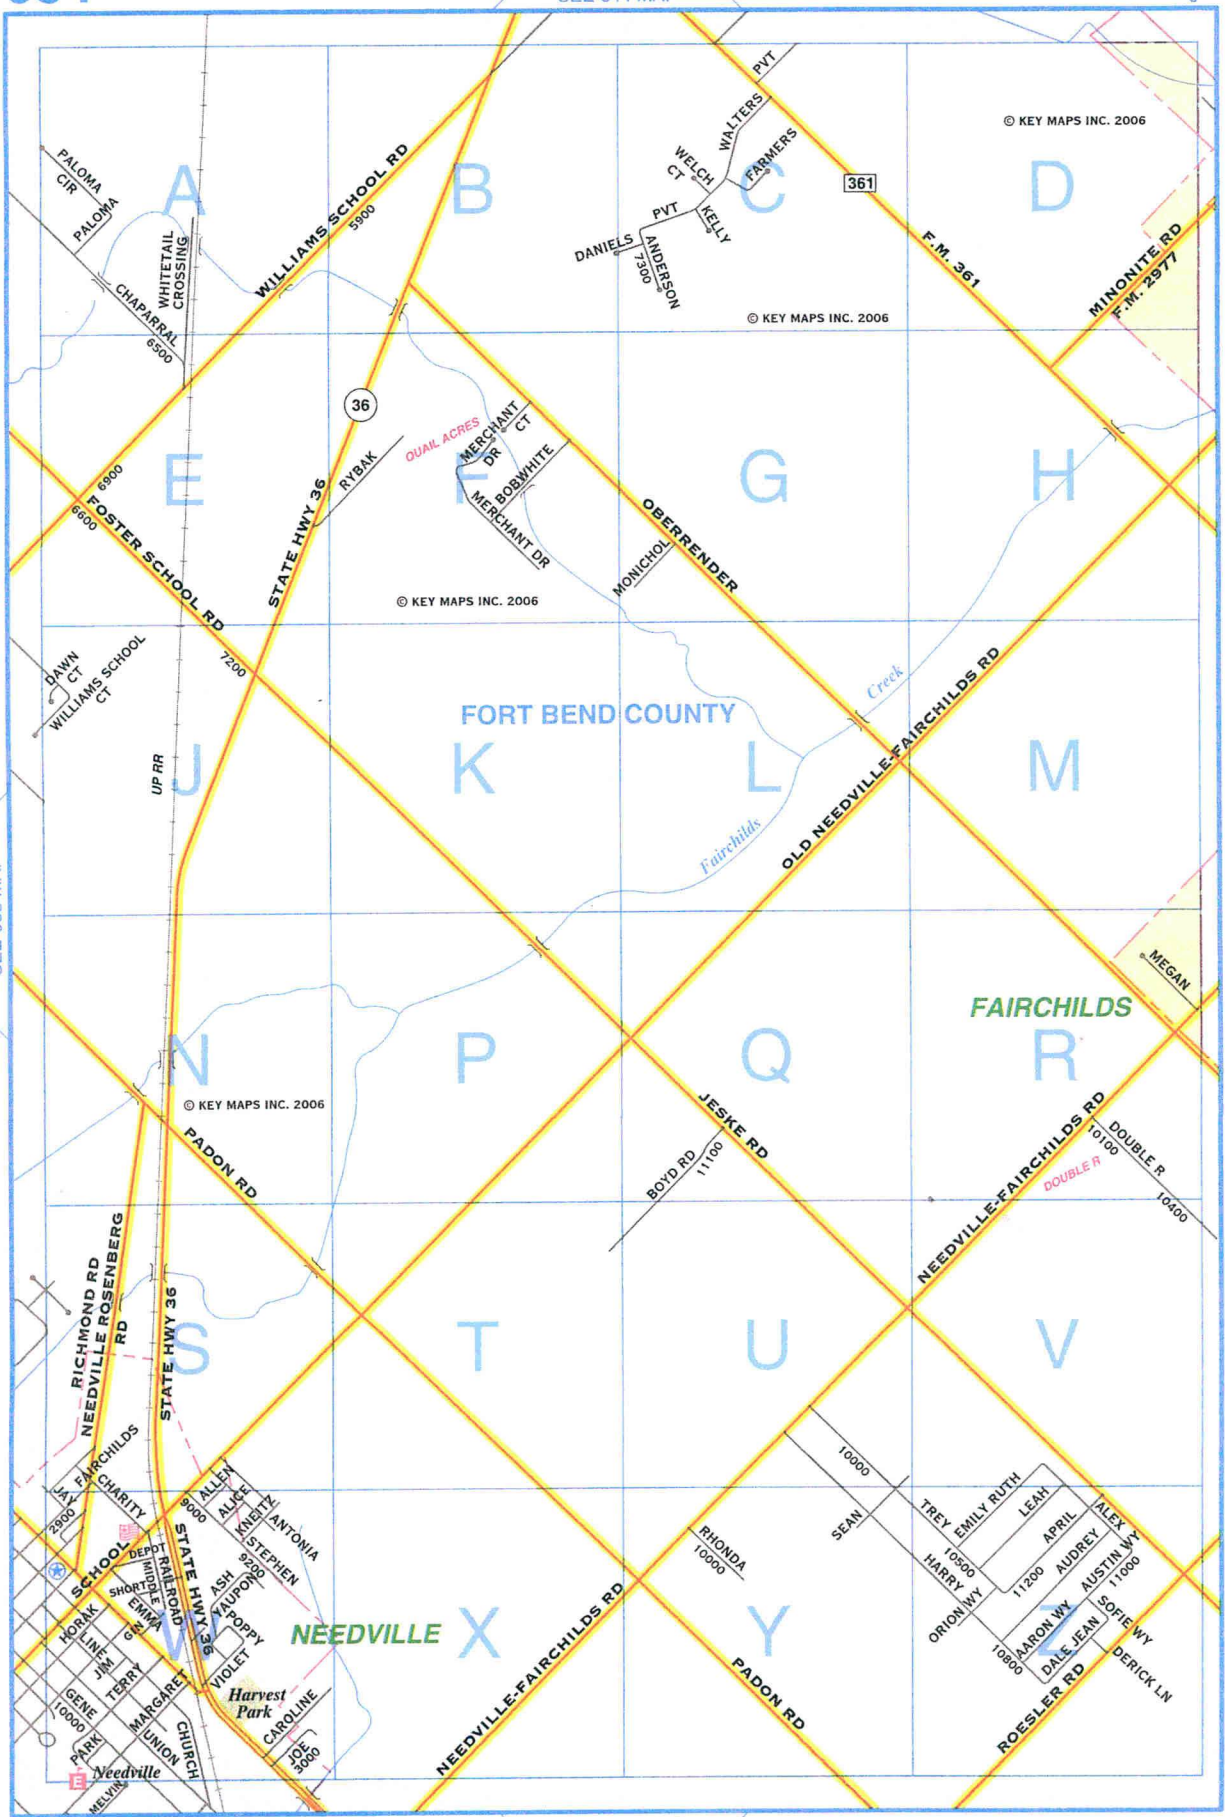 © KEY MAPS INC. 2006
PVT
WALTERS
FARMERS
WELCH
CT
KELLY
PVT
DANIELS
ANDERSON
7300
361
F.M. 361
MINONITE RD
F.M. 2977
© KEY MAPS INC. 2006
PALOMA
CIR
PALOMA
WHITETAIL
CROSSING
CHAPARRAL
6500
WILLIAMS SCHOOL RD
5900
A
B
C
D
36
QUAIL ACRES
MERCHANT
CT
MERCHANT
DR
BOBWHITE
MERCHANT DR
RYBAK
STATE HWY 36
6900
6600
FOSTER SCHOOL RD
7200
OBERRENDER
MONICHOL
© KEY MAPS INC. 2006
E
F
G
H
DAWN
CT
WILLIAMS SCHOOL
CT
UP RR
FORT BEND COUNTY
Creek
Fairchilds
OLD NEEDVILLE-FAIRCHILDS RD
J
K
L
M
MEGAN
FAIRCHILDS
N
P
Q
R
© KEY MAPS INC. 2006
PADON RD
JESKE RD
BOYD RD
11100
NEEDVILLE-FAIRCHILDS RD
10100
DOUBLE R
DOUBLE R
10400
RICHMOND RD
NEEDVILLE ROSENBERG
RD
STATE HWY 36
S
T
U
V
FAIRCHILDS
JAY
2900
CHARITY
9000
ALLEN
ALICE
KNEITZ
ANTONIA
STEPHEN
9200
SCHOOL
DEPOT
SHORT
MIDDLE
RAILROAD
STATE HWY 36
ASH
YAUPON
POPPY
VIOLET
EMMA
GIN
HORAK
LINE
JIM
TERRY
GENE
10000
MARGARET
PARK
UNION
CHURCH
MELVIN
E
Needville
Harvest
Park
CAROLINE
JOE
3000
NEEDVILLE
W
X
Y
Z
NEEDVILLE-FAIRCHILDS RD
RHONDA
10000
PADON RD
10000
SEAN
TREY
10500
EMILY RUTH
LEAH
APRIL
ALEX
AUDREY
11200
AUSTIN WY
11000
HARRY
ORION WY
10800
AARON WY
DALE JEAN
SOFIE WY
DERICK LN
ROESLER RD